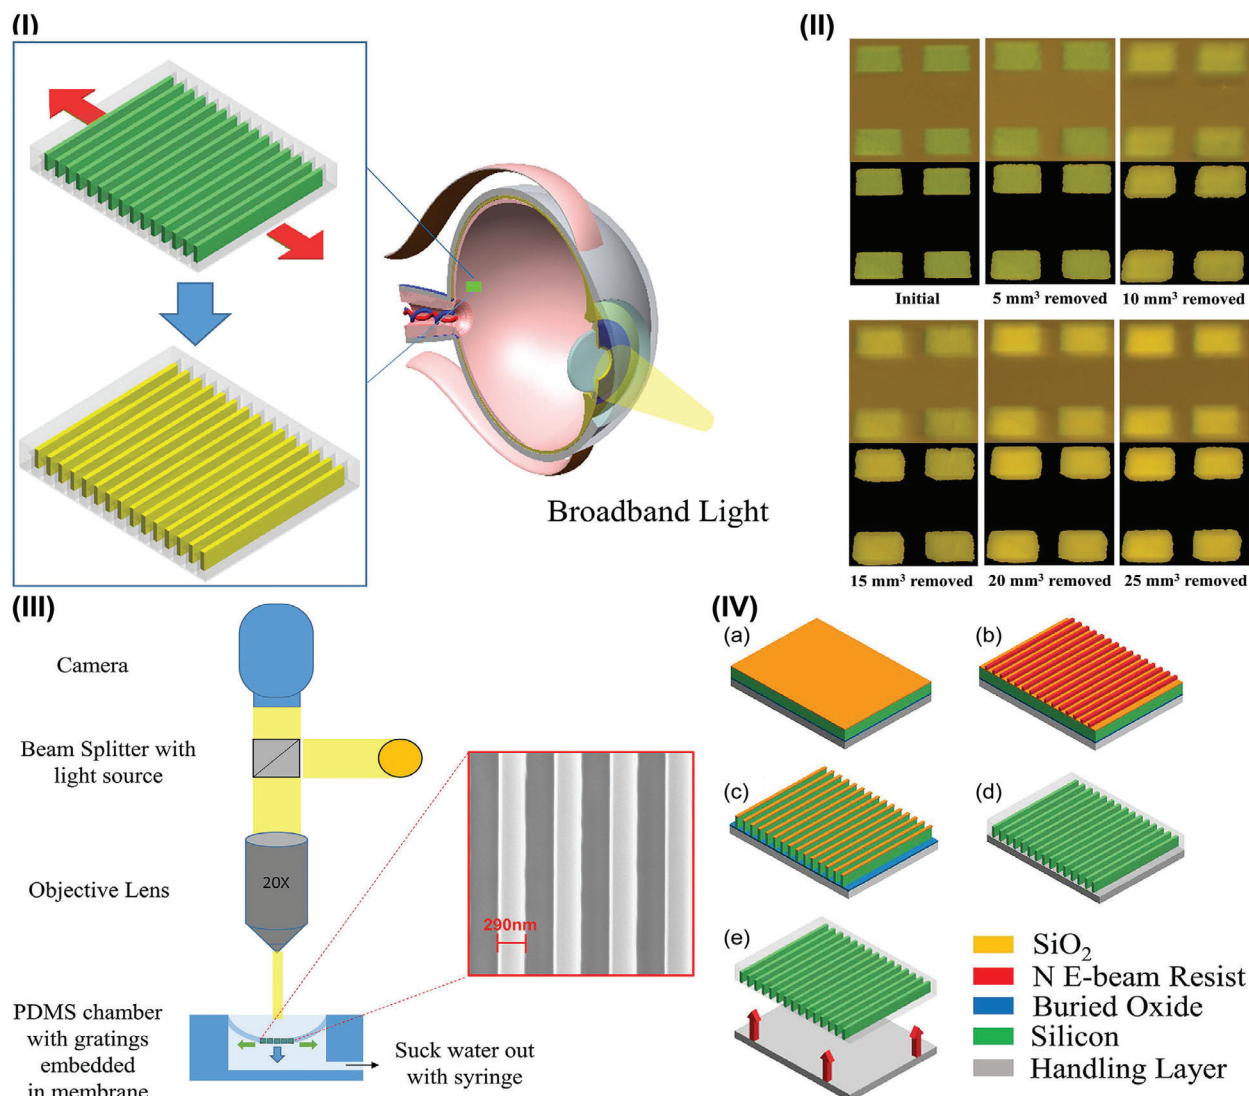 (I)
Broadband Light
(II)
Initial
5 mm³ removed
10 mm³ removed
15 mm³ removed
20 mm³ removed
25 mm³ removed
(III)
Camera
Beam Splitter with
light source
Objective Lens
20X
290nm
PDMS chamber
with gratings
embedded
in membrane
Suck water out
with syringe
(IV)
(a)
(b)
(c)
(d)
(e)
SiO₂
N E-beam Resist
Buried Oxide
Silicon
Handling Layer